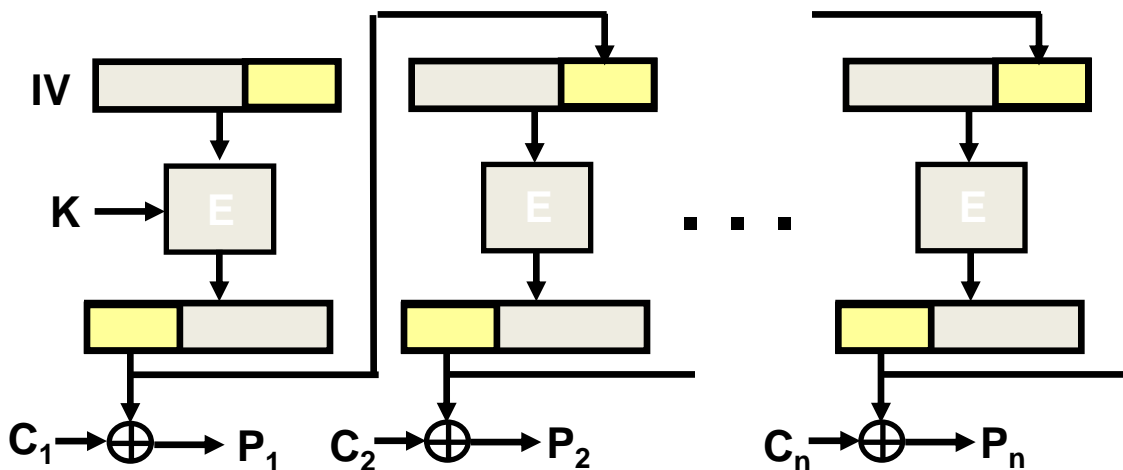 IV
K E E . . . E
C₁ P₁ C₂ P₂ Cₙ Pₙ